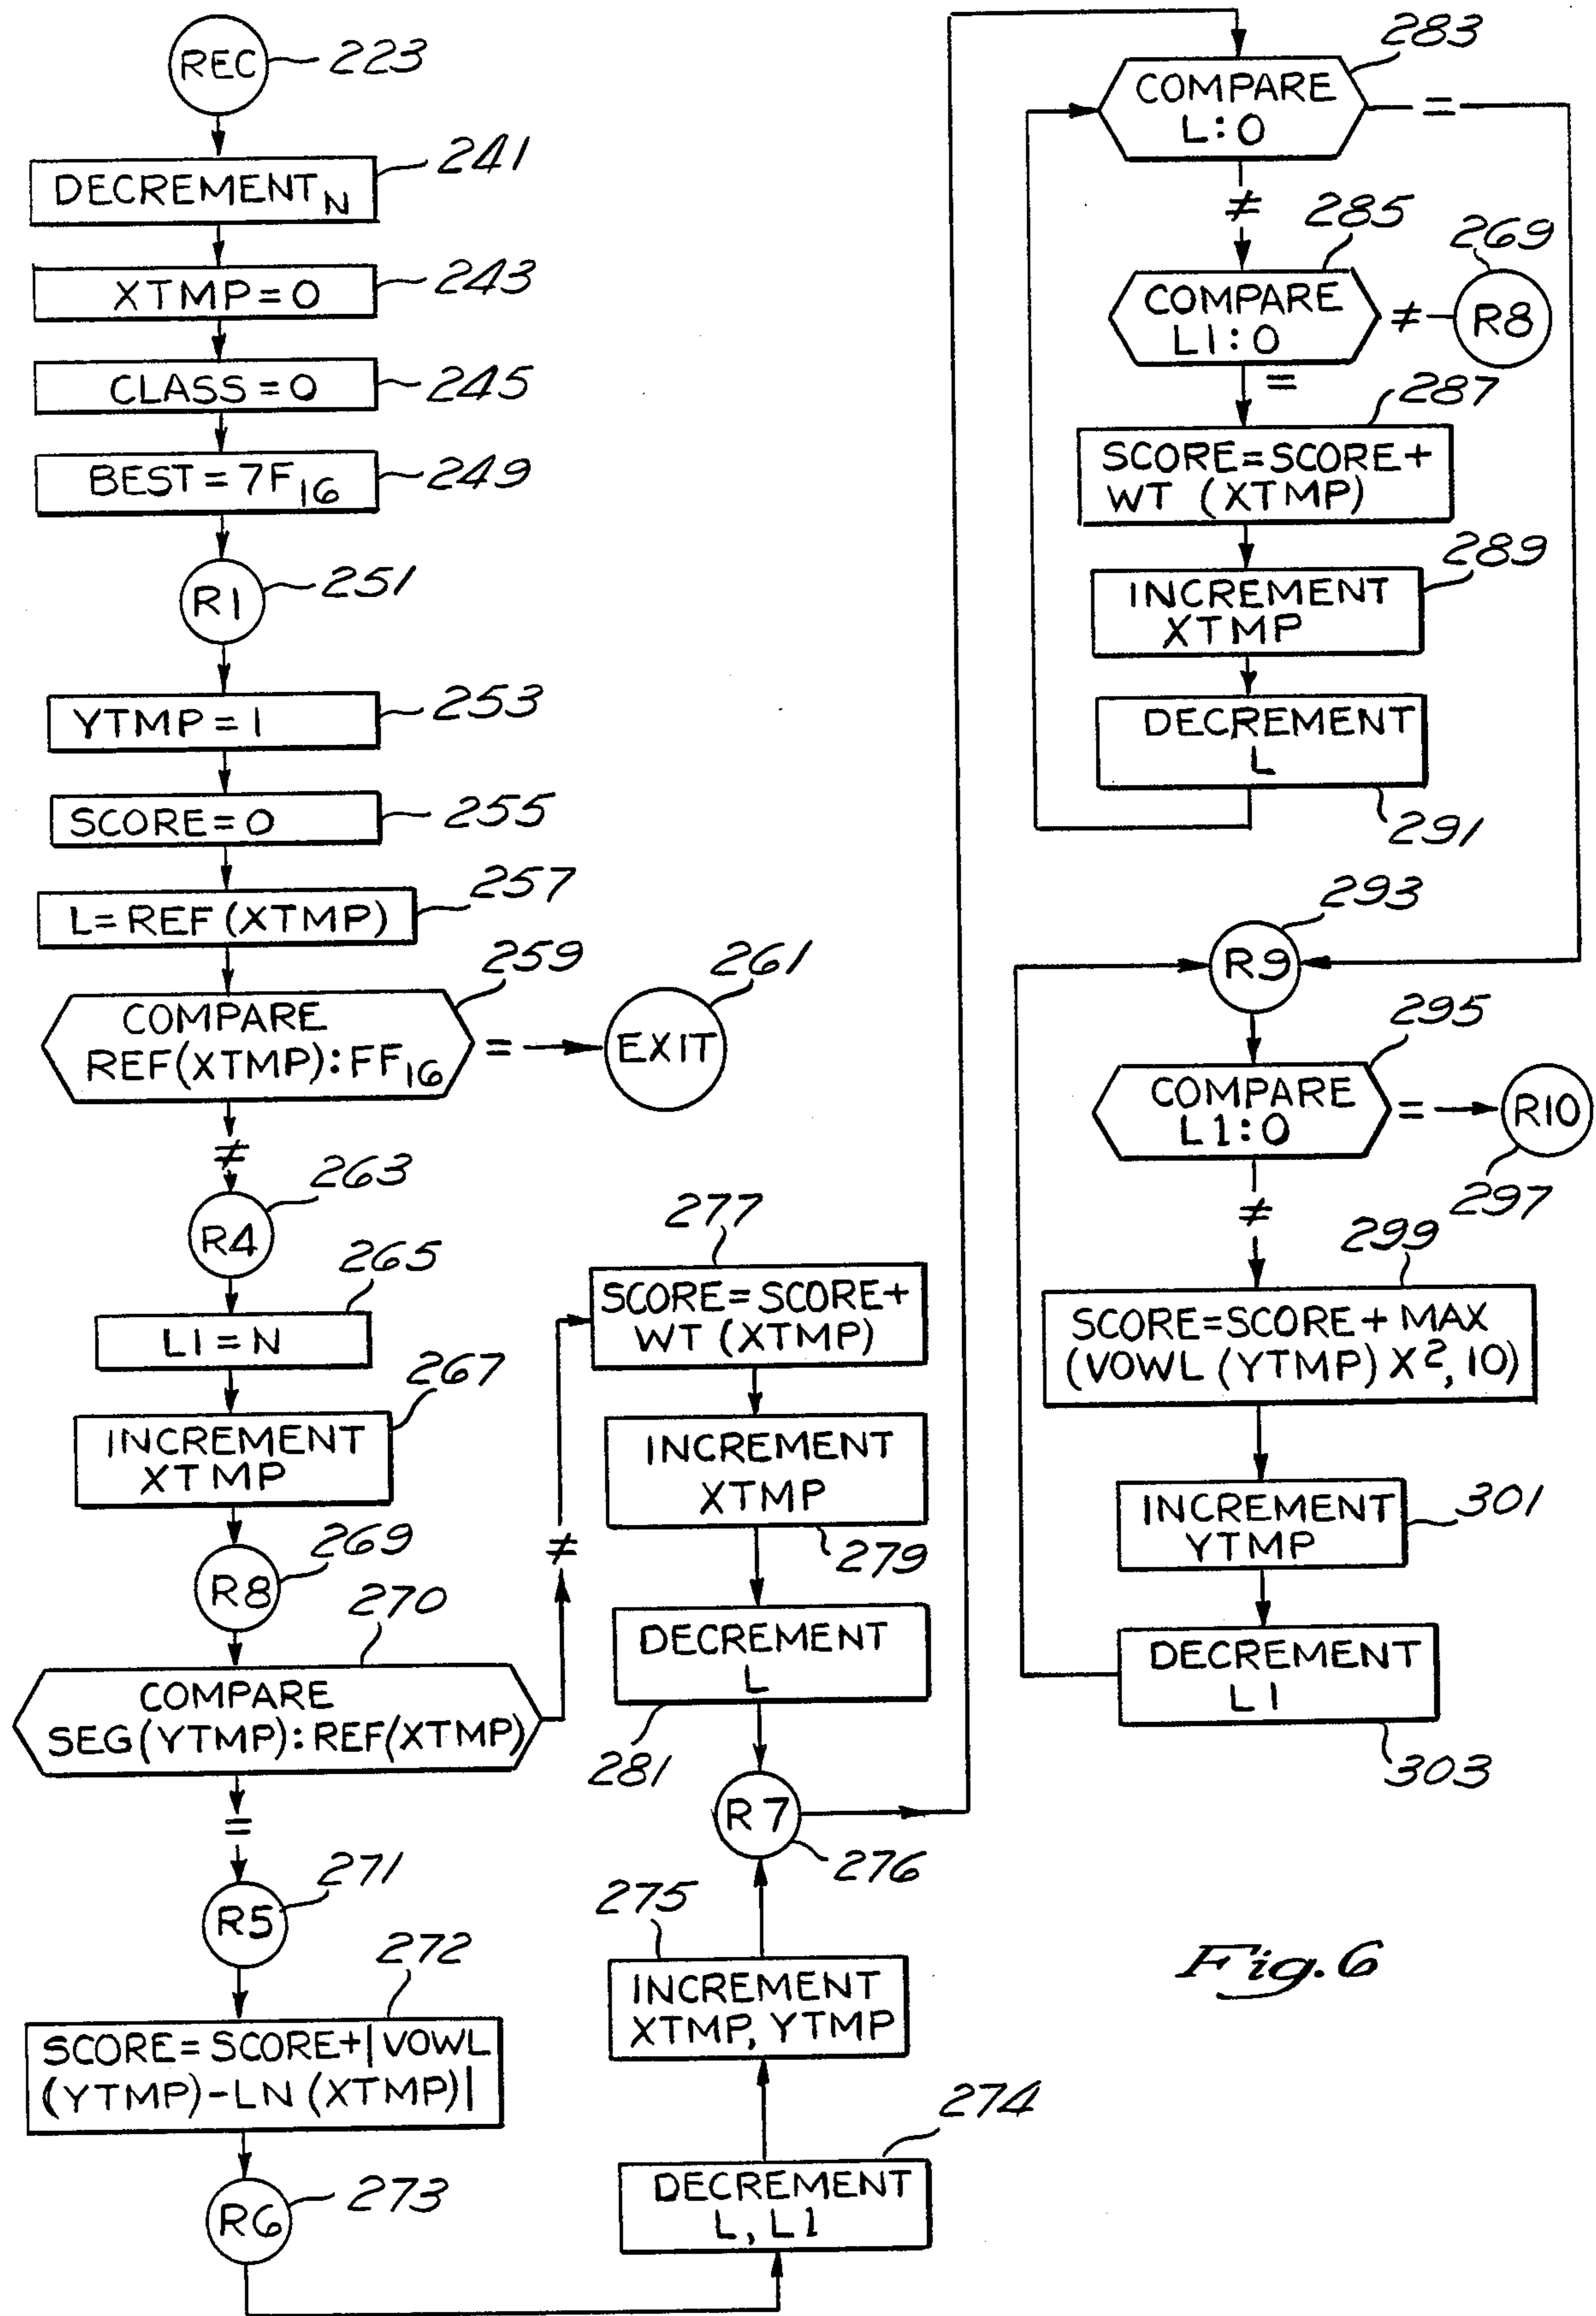 REC 223
DECREMENT N 241
XTMP=0 243
CLASS=0 245
BEST=7F16 249
R1 251
YTMP=1 253
SCORE=0 255
L=REF(XTMP) 257
259
COMPARE
REF(XTMP):FF16
=
EXIT 261
≠
R4 263
265
L1=N
267
INCREMENT
XTMP
R8 269
270
COMPARE
SEG(YTMP):REF(XTMP)
≠
=
R5 271
272
SCORE=SCORE+|VOWL
(YTMP)-LN(XTMP)|
R6 273
274
DECREMENT
L, L1
275
INCREMENT
XTMP, YTMP
R7 276
277
SCORE=SCORE+
WT (XTMP)
INCREMENT
XTMP
279
DECREMENT
L
281
283
COMPARE
L:0
=
≠
285
COMPARE
L1:0
≠
R8 269
=
287
SCORE=SCORE+
WT (XTMP)
289
INCREMENT
XTMP
DECREMENT
L
291
293
R9
295
COMPARE
L1:0
=
R10
297
≠
299
SCORE=SCORE+MAX
(VOWL (YTMP) X2, 10)
INCREMENT
YTMP
301
DECREMENT
L1
303
Fig. 6